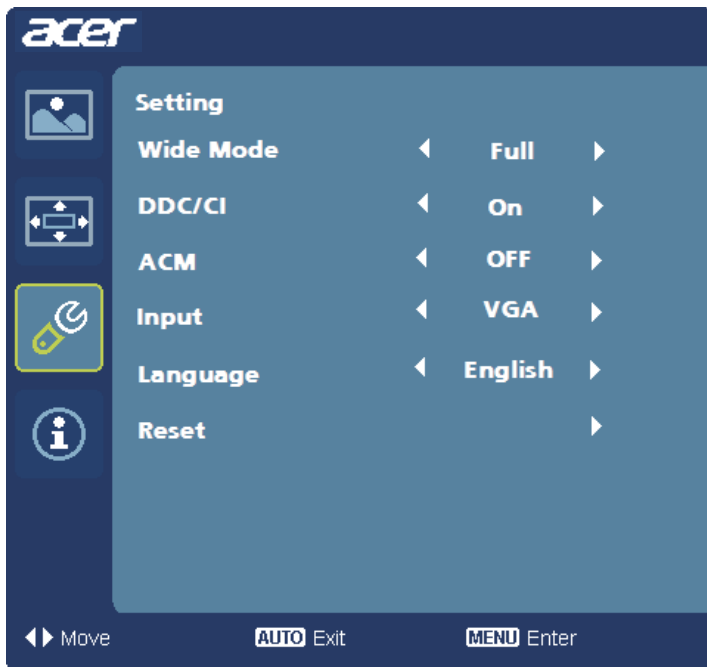 acer
Setting
Wide Mode Full
DDC/CI On
ACM OFF
Input VGA
Language English
Reset
Move AUTO Exit MENU Enter